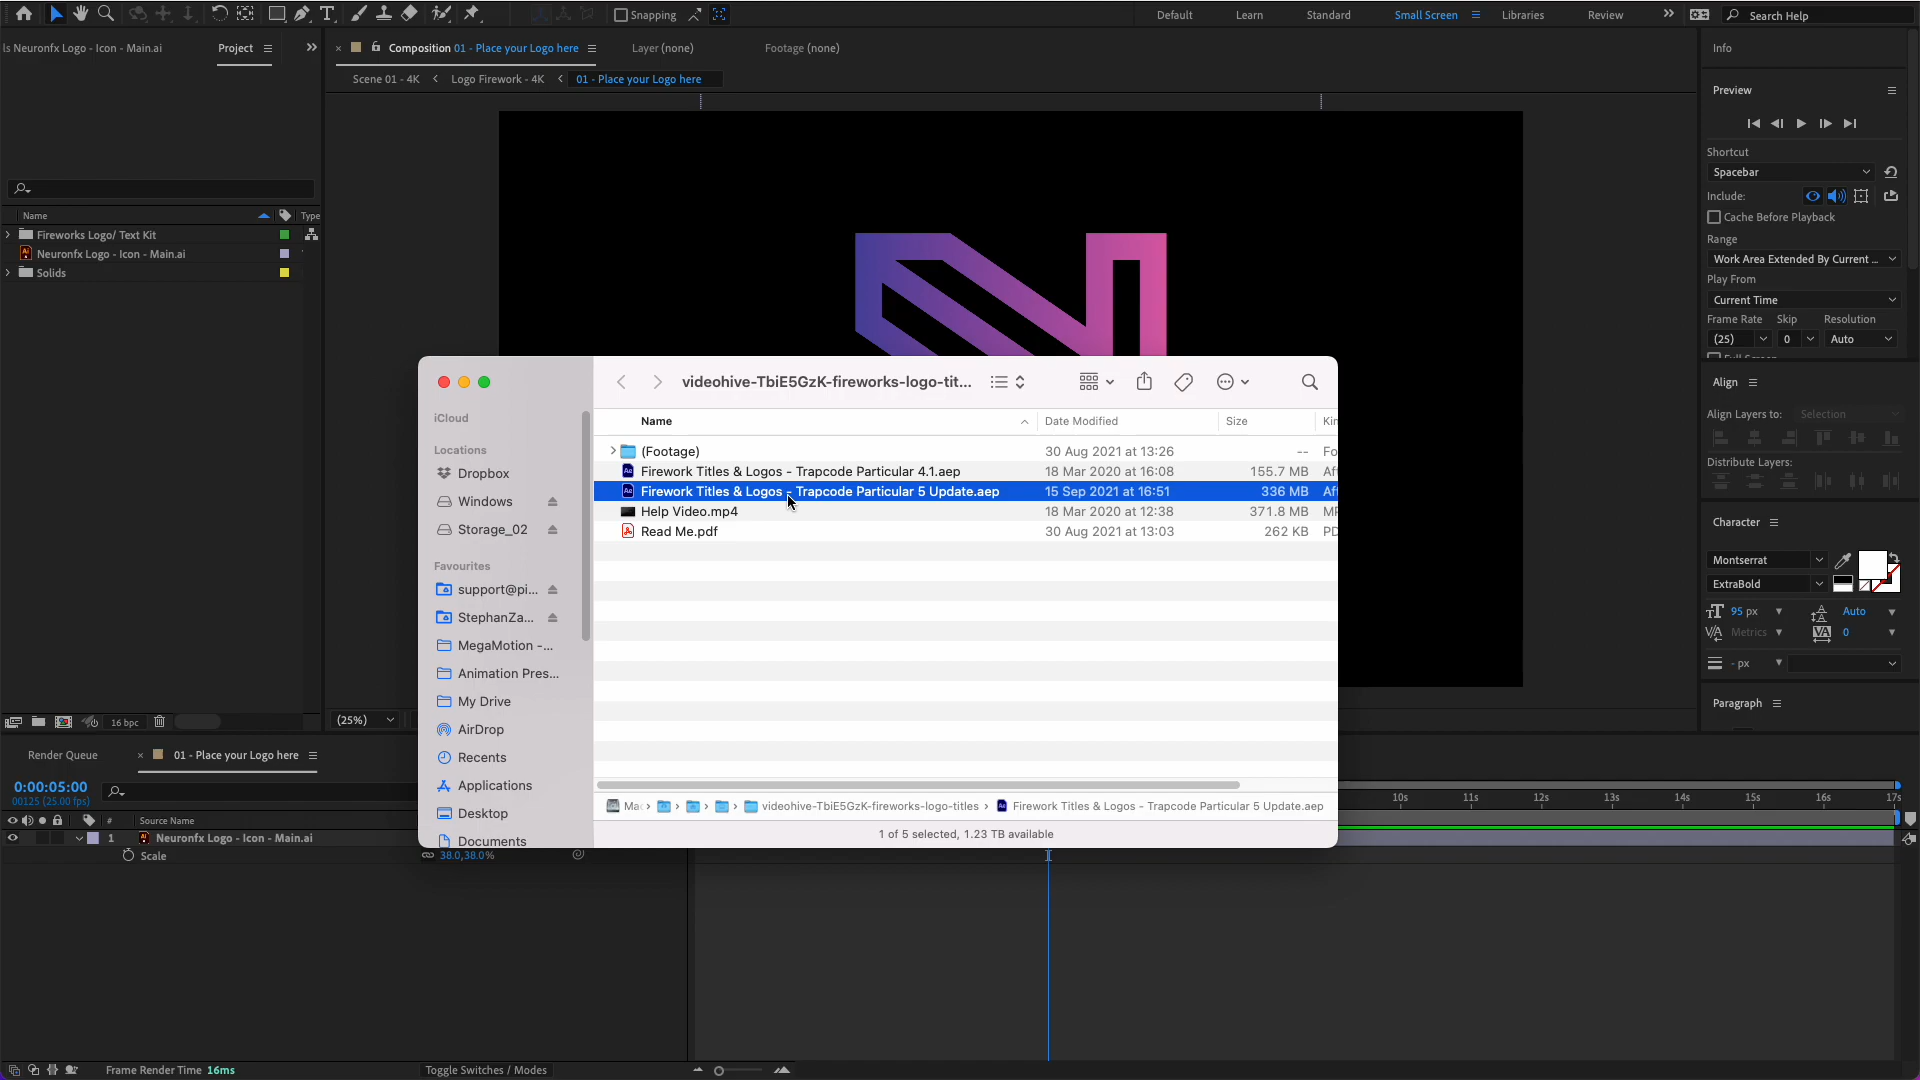 Snapping
Default
Learn
Standard
Small Screen
Libraries
Review
Search Help
ls Neuronfx Logo - Icon - Main.ai
Project
Composition 01 - Place your Logo here
Layer (none)
Footage (none)
Scene 01 - 4K
Logo Firework - 4K
01 - Place your Logo here
Name
Type
Fireworks Logo/ Text Kit
Neuronfx Logo - Icon - Main.ai
Solids
16 bpc
(25%)
Info
Preview
Shortcut
Spacebar
Include:
Cache Before Playback
Range
Work Area Extended By Current ...
Play From
Current Time
Frame Rate Skip Resolution
(25) 0 Auto
Align
Align Layers to: Selection
Distribute Layers:
Character
Montserrat
ExtraBold
95 px Auto
Metrics 0
- px
Paragraph
videohive-TbiE5GzK-fireworks-logo-tit...
iCloud
Locations
Dropbox
Windows
Storage_02
Favourites
support@pi...
StephanZa...
MegaMotion -...
Animation Pres...
My Drive
AirDrop
Recents
Applications
Desktop
Documents
Name Date Modified Size Kin
(Footage) 30 Aug 2021 at 13:26 -- Fo
Firework Titles & Logos - Trapcode Particular 4.1.aep 18 Mar 2020 at 16:08 155.7 MB Af
Firework Titles & Logos - Trapcode Particular 5 Update.aep 15 Sep 2021 at 16:51 336 MB Af
Help Video.mp4 18 Mar 2020 at 12:38 371.8 MB MP
Read Me.pdf 30 Aug 2021 at 13:03 262 KB PD
Mac videohive-TbiE5GzK-fireworks-logo-titles Firework Titles & Logos - Trapcode Particular 5 Update.aep
1 of 5 selected, 1.23 TB available
Render Queue
01 - Place your Logo here
0:00:05:00
00125 (25.00 fps)
# Source Name
1 Neuronfx Logo - Icon - Main.ai
Scale 38.0,38.0%
10s 11s 12s 13s 14s 15s 16s 17s
Frame Render Time 16ms
Toggle Switches / Modes